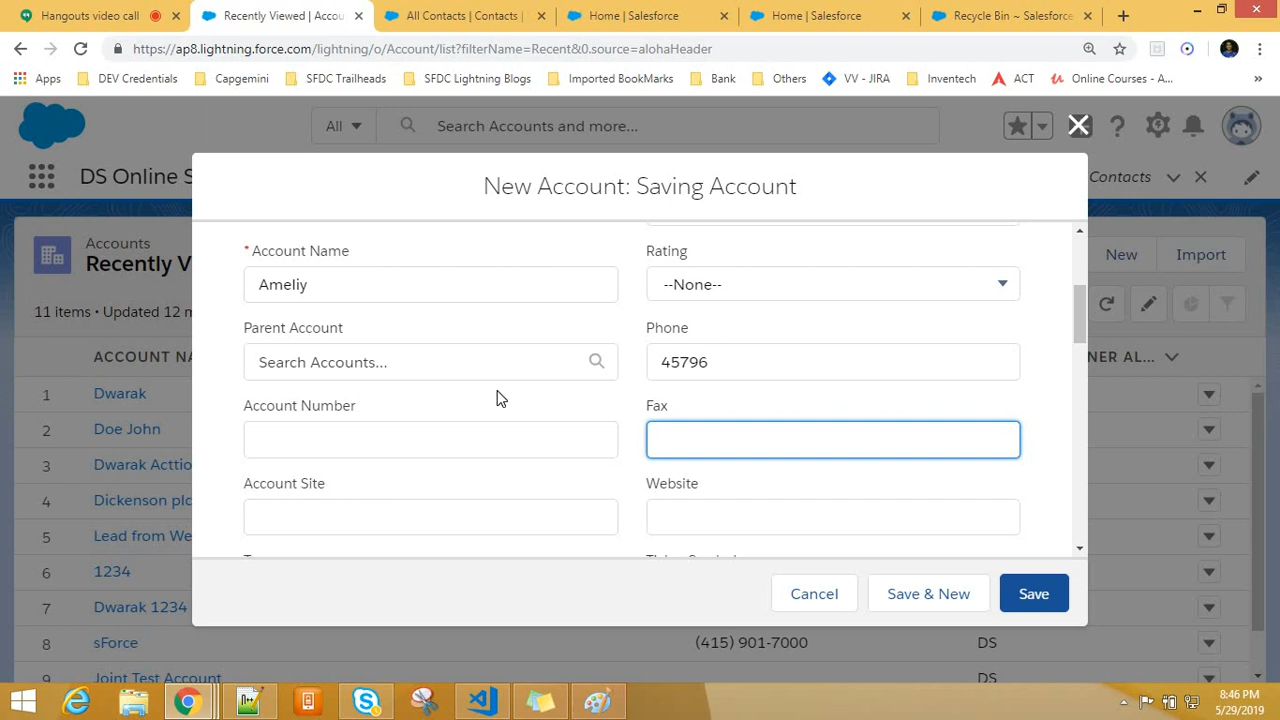 Hangouts video call
Recently Viewed | Accou
All Contacts | Contacts |
Home | Salesforce
Home | Salesforce
Recycle Bin ~ Salesforce
https://ap8.lightning.force.com/lightning/o/Account/list?filterName=Recent&0.source=alohaHeader
Apps
DEV Credentials
Capgemini
SFDC Trailheads
SFDC Lightning Blogs
Imported BookMarks
Bank
Others
VV - JIRA
Inventech
ACT
Online Courses - A...
All
Search Accounts and more...
DS Online S
Contacts
New Account: Saving Account
Accounts
Recently V
New
Import
11 items • Updated 12 m
ACCOUNT NA
NER AL...
1 Dwarak
2 Doe John
3 Dwarak Acttio
4 Dickenson plc
5 Lead from We
6 1234
7 Dwarak 1234
8 sForce (415) 901-7000 DS
9 Joint Test Account DS
* Account Name
Ameliy
Rating
--None--
Parent Account
Search Accounts...
Phone
45796
Account Number
Fax
Account Site
Website
Cancel
Save & New
Save
8:46 PM
5/29/2019